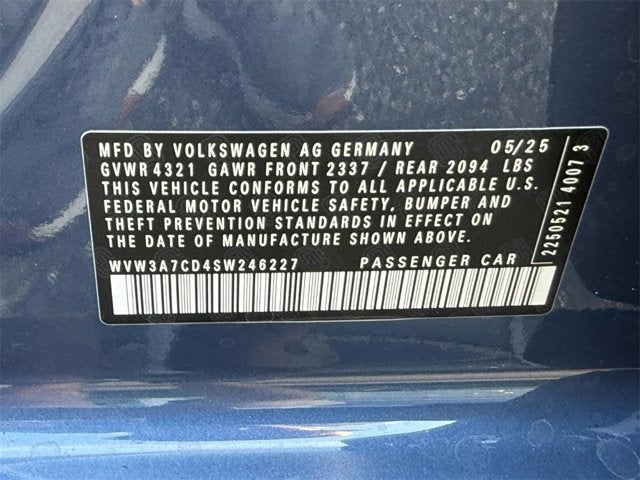 MFD BY VOLKSWAGEN AG GERMANY 05/25
GVWR 4321 GAWR FRONT 2337 / REAR 2094 LBS
THIS VEHICLE CONFORMS TO ALL APPLICABLE U.S.
FEDERAL MOTOR VEHICLE SAFETY, BUMPER AND
THEFT PREVENTION STANDARDS IN EFFECT ON
THE DATE OF MANUFACTURE SHOWN ABOVE.
WVW3A7CD4SW246227 PASSENGER CAR
2250521 4007 3